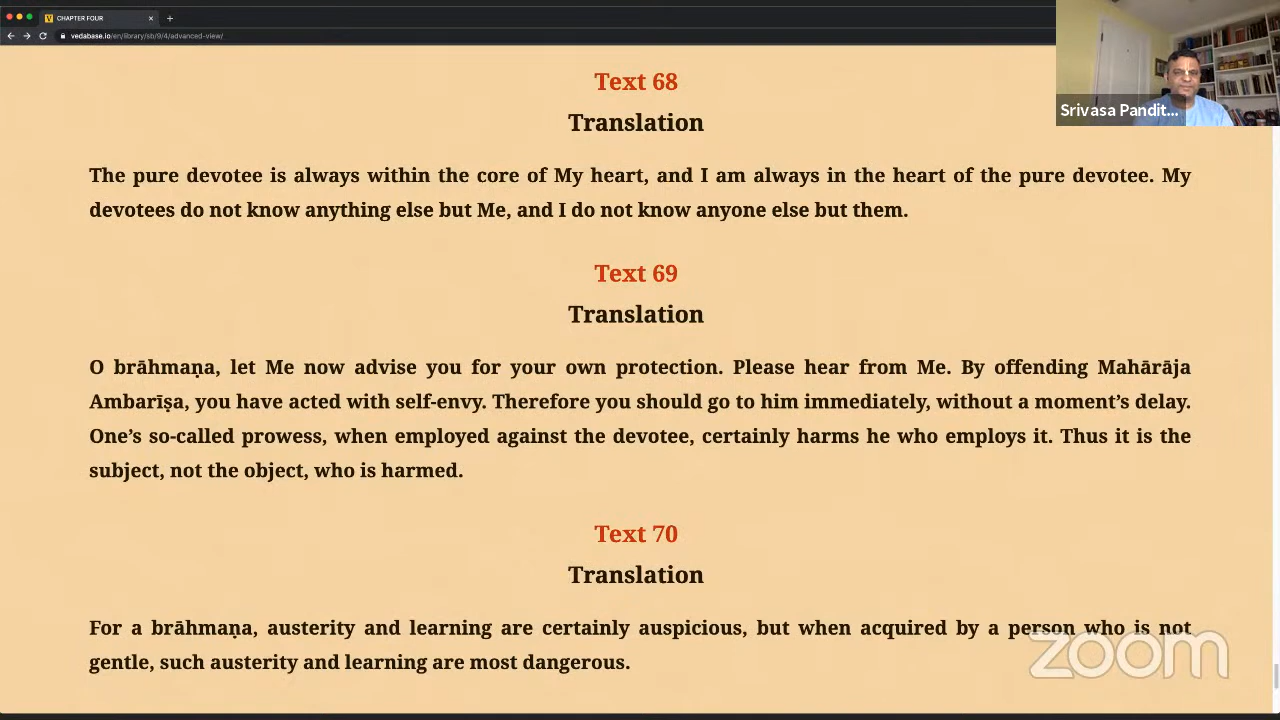 CHAPTER FOUR
vedabase.io/en/library/sb/9/4/advanced-view/
Srivasa Pandit...
Text 68
Translation
The pure devotee is always within the core of My heart, and I am always in the heart of the pure devotee. My
devotees do not know anything else but Me, and I do not know anyone else but them.
Text 69
Translation
O brāhmaṇa, let Me now advise you for your own protection. Please hear from Me. By offending Mahārāja
Ambarīṣa, you have acted with self-envy. Therefore you should go to him immediately, without a moment’s delay.
One’s so-called prowess, when employed against the devotee, certainly harms he who employs it. Thus it is the
subject, not the object, who is harmed.
Text 70
Translation
For a brāhmaṇa, austerity and learning are certainly auspicious, but when acquired by a person who is not
gentle, such austerity and learning are most dangerous.
zoom